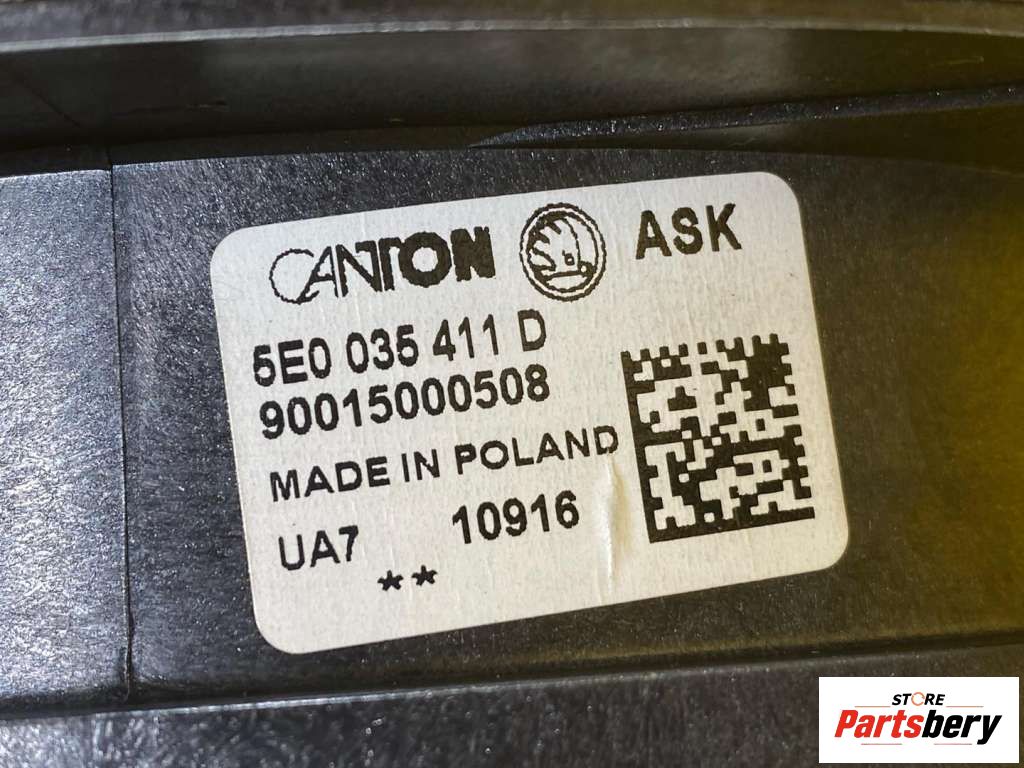 CANTON ASK
5E0 035 411 D
90015000508
MADE IN POLAND
UA7 10916
**
STORE
Partsbery